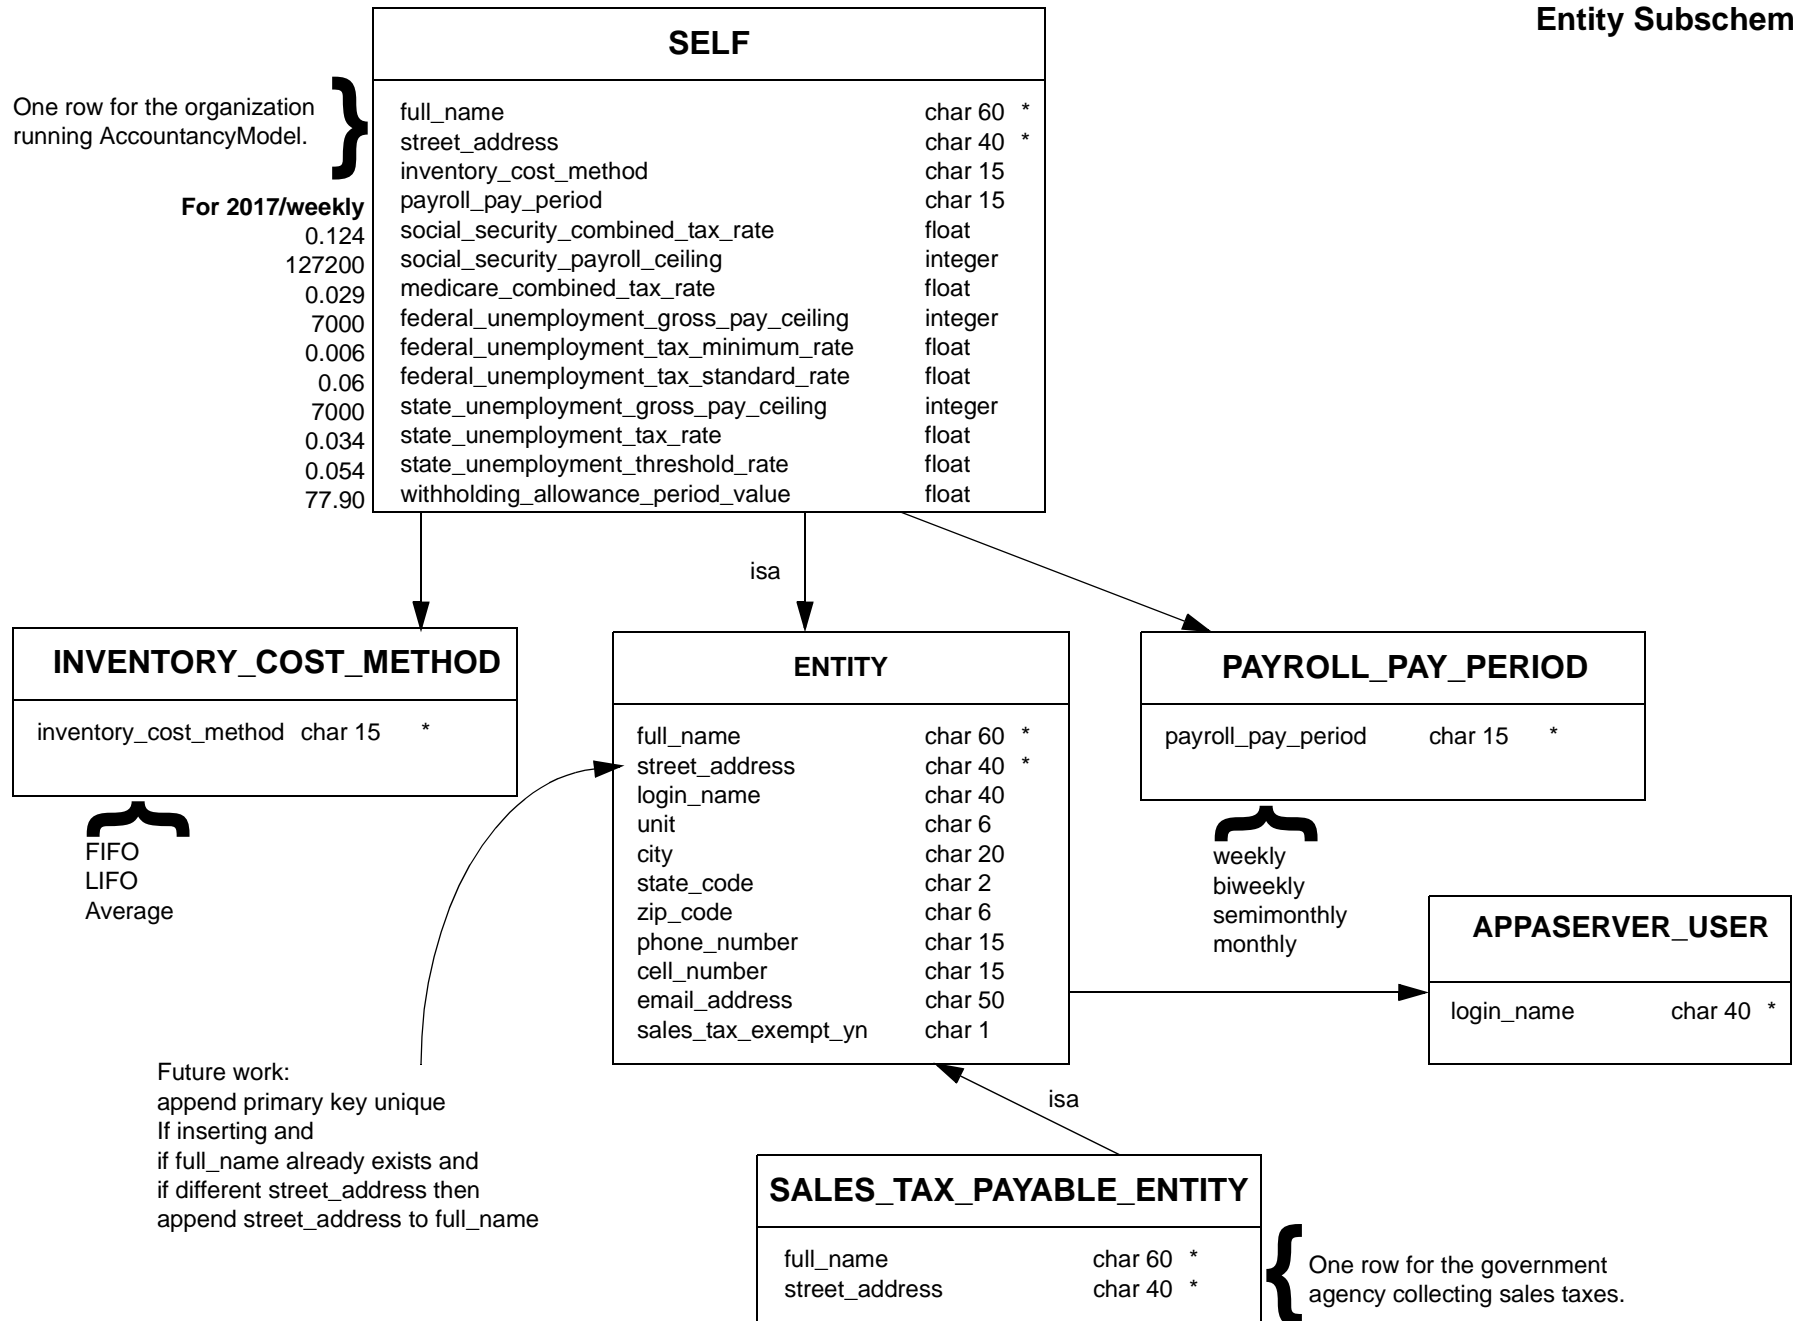 Entity Subschem
SELF
One row for the organization
running AccountancyModel.
full_name char 60 *
street_address char 40 *
inventory_cost_method char 15
For 2017/weekly payroll_pay_period char 15
0.124 social_security_combined_tax_rate float
127200 social_security_payroll_ceiling integer
0.029 medicare_combined_tax_rate float
7000 federal_unemployment_gross_pay_ceiling integer
0.006 federal_unemployment_tax_minimum_rate float
0.06 federal_unemployment_tax_standard_rate float
7000 state_unemployment_gross_pay_ceiling integer
0.034 state_unemployment_tax_rate float
0.054 state_unemployment_threshold_rate float
77.90 withholding_allowance_period_value float
isa
INVENTORY_COST_METHOD
inventory_cost_method char 15 *
FIFO
LIFO
Average
ENTITY
full_name char 60 *
street_address char 40 *
login_name char 40
unit char 6
city char 20
state_code char 2
zip_code char 6
phone_number char 15
cell_number char 15
email_address char 50
sales_tax_exempt_yn char 1
PAYROLL_PAY_PERIOD
payroll_pay_period char 15 *
weekly
biweekly
semimonthly
monthly
APPASERVER_USER
login_name char 40 *
Future work:
append primary key unique
If inserting and
if full_name already exists and
if different street_address then
append street_address to full_name
isa
SALES_TAX_PAYABLE_ENTITY
full_name char 60 *
street_address char 40 *
One row for the government
agency collecting sales taxes.